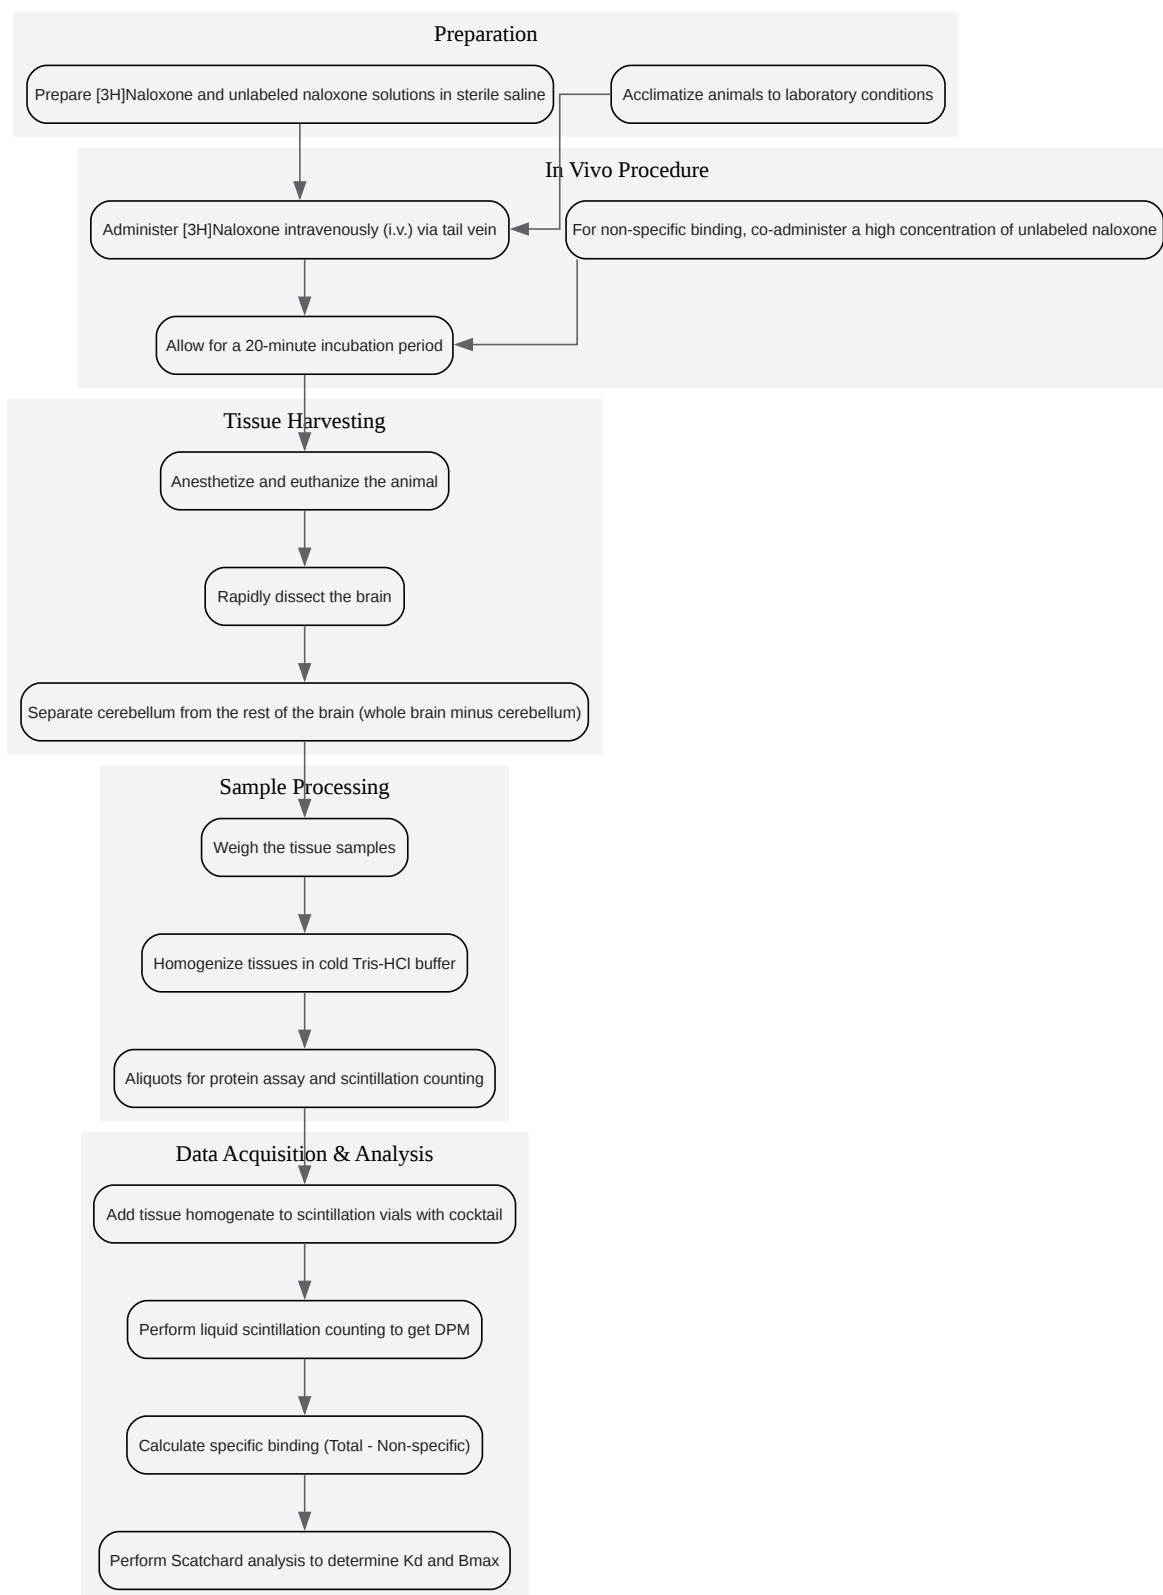 Preparation
Prepare [3H]Naloxone and unlabeled naloxone solutions in sterile saline
Acclimatize animals to laboratory conditions
In Vivo Procedure
Administer [3H]Naloxone intravenously (i.v.) via tail vein
For non-specific binding, co-administer a high concentration of unlabeled naloxone
Allow for a 20-minute incubation period
Tissue Harvesting
Anesthetize and euthanize the animal
Rapidly dissect the brain
Separate cerebellum from the rest of the brain (whole brain minus cerebellum)
Sample Processing
Weigh the tissue samples
Homogenize tissues in cold Tris-HCl buffer
Aliquots for protein assay and scintillation counting
Data Acquisition & Analysis
Add tissue homogenate to scintillation vials with cocktail
Perform liquid scintillation counting to get DPM
Calculate specific binding (Total - Non-specific)
Perform Scatchard analysis to determine Kd and Bmax